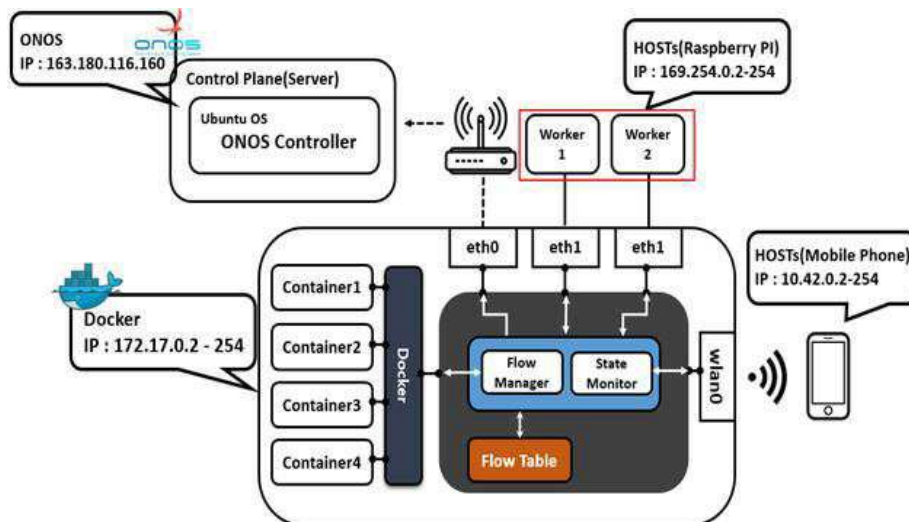 ONOS
IP : 163.180.116.160
onos
Control Plane(Server)
Ubuntu OS
ONOS Controller
HOSTs(Raspberry PI)
IP : 169.254.0.2-254
Worker
1
Worker
2
eth0
eth1
eth1
HOSTs(Mobile Phone)
IP : 10.42.0.2-254
Docker
IP : 172.17.0.2 - 254
Container1
Container2
Container3
Container4
Docker
Flow
Manager
State
Monitor
wlan0
Flow Table